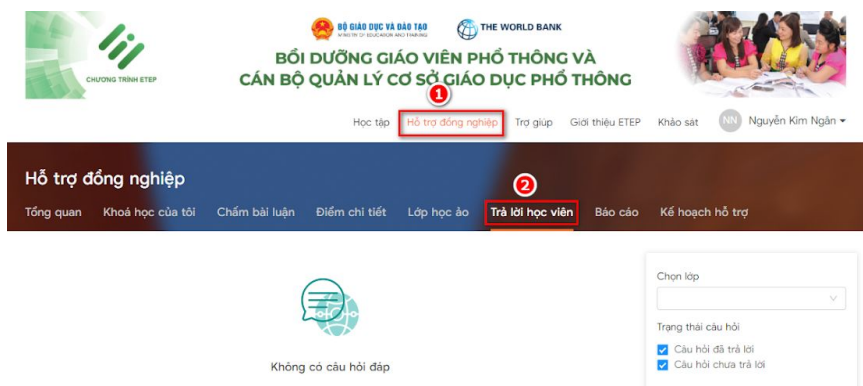 BỘ GIÁO DỤC VÀ ĐÀO TẠO
MINISTRY OF EDUCATION AND TRAINING
THE WORLD BANK
CHƯƠNG TRÌNH ETEP
BỒI DƯỠNG GIÁO VIÊN PHỔ THÔNG VÀ
CÁN BỘ QUẢN LÝ CƠ SỞ GIÁO DỤC PHỔ THÔNG
1
Học tập Hỗ trợ đồng nghiệp Trợ giúp Giới thiệu ETEP Khảo sát NN Nguyễn Kim Ngân
Hỗ trợ đồng nghiệp
2
Tổng quan Khoá học của tôi Chấm bài luận Điểm chi tiết Lớp học ảo Trả lời học viên Báo cáo Kế hoạch hỗ trợ
Chọn lớp
Trạng thái câu hỏi
Câu hỏi đã trả lời
Câu hỏi chưa trả lời
Không có câu hỏi đáp